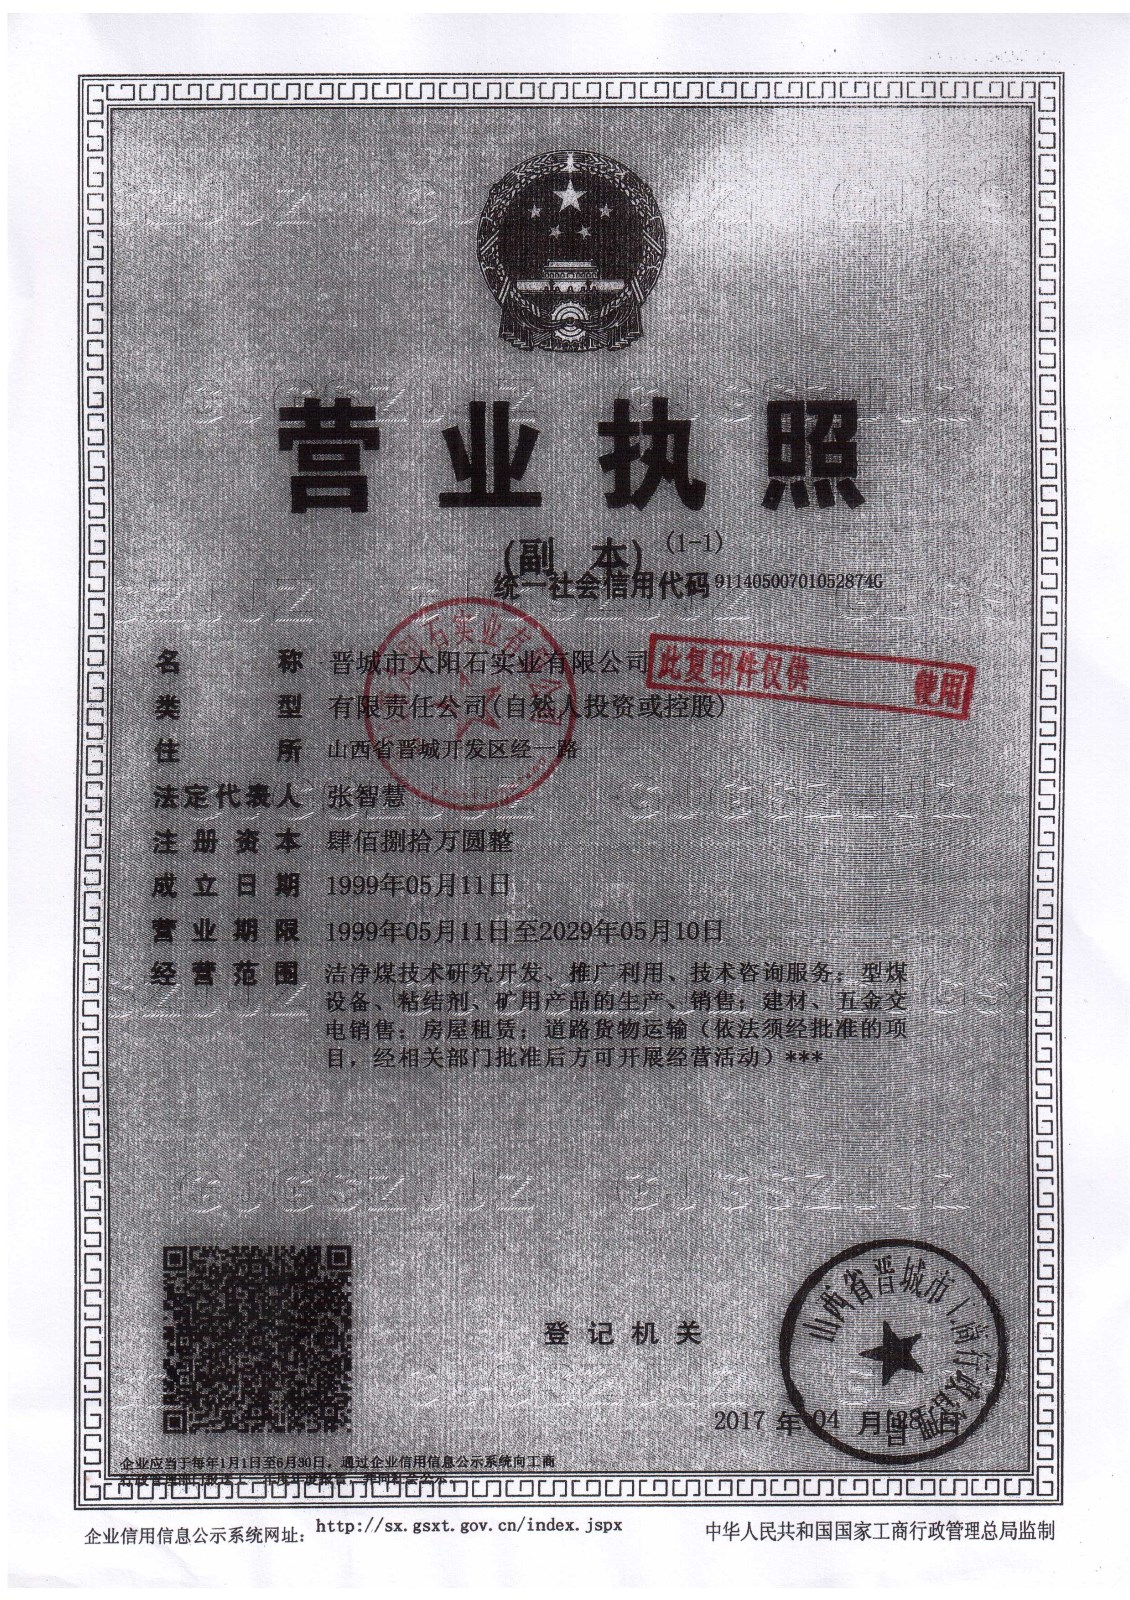 营业执照
(副 本) (1-1)
统一社会信用代码 91140500701052874G
名称 晋城市太阳石实业有限公司
此复印件仅供 使用
类型 有限责任公司(自然人投资或控股)
住所 山西省晋城开发区经一路
法定代表人 张智慧
注册资本 肆佰捌拾万圆整
成立日期 1999年05月11日
营业期限 1999年05月11日至2029年05月10日
经营范围 洁净煤技术研究开发、推广利用、技术咨询服务；型煤
设备、粘结剂、矿用产品的生产、销售；建材、五金交
电销售；房屋租赁；道路货物运输（依法须经批准的项
目，经相关部门批准后方可开展经营活动）***
登记机关
山西省晋城市工商行政管理局
2017 年 04 月 28 日
企业应当于每年1月1日至6月30日，通过企业信用信息公示系统向工商
企业信用信息公示系统网址： http://sx.gsxt.gov.cn/index.jspx
中华人民共和国国家工商行政管理总局监制